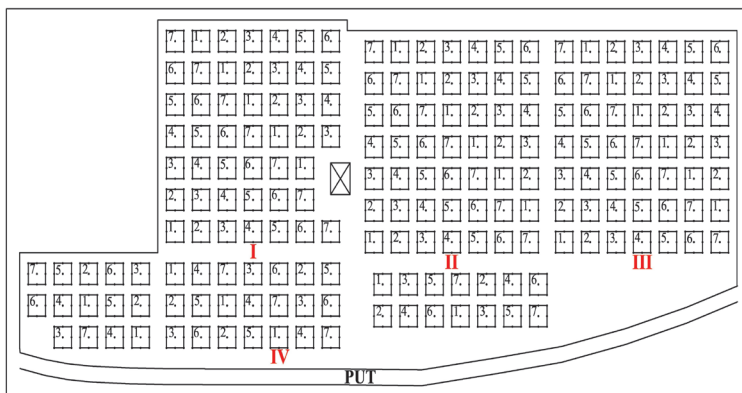 7. 1. 2. 3. 4. 5. 6.
6. 7. 1. 2. 3. 4. 5.
5. 6. 7. 1. 2. 3. 4.
4. 5. 6. 7. 1. 2. 3.
3. 4. 5. 6. 7. 1.
2. 3. 4. 5. 6. 7.
1. 2. 3. 4. 5. 6. 7.
I
7. 1. 2. 3. 4. 5. 6.
6. 7. 1. 2. 3. 4. 5.
5. 6. 7. 1. 2. 3. 4.
4. 5. 6. 7. 1. 2. 3.
3. 4. 5. 6. 7. 1. 2.
2. 3. 4. 5. 6. 7. 1.
1. 2. 3. 4. 5. 6. 7.
II
7. 1. 2. 3. 4. 5. 6.
6. 7. 1. 2. 3. 4. 5.
5. 6. 7. 1. 2. 3. 4.
4. 5. 6. 7. 1. 2. 3.
3. 4. 5. 6. 7. 1. 2.
2. 3. 4. 5. 6. 7. 1.
1. 2. 3. 4. 5. 6. 7.
III
7. 5. 2. 6. 3. 1. 4. 7. 3. 6. 2. 5.
6. 4. 1. 5. 2. 2. 5. 1. 4. 7. 3. 6.
3. 7. 4. 1. 3. 6. 2. 5. 1. 4. 7.
IV
1. 3. 5. 7. 2. 4. 6.
2. 4. 6. 1. 3. 5. 7.
PUT